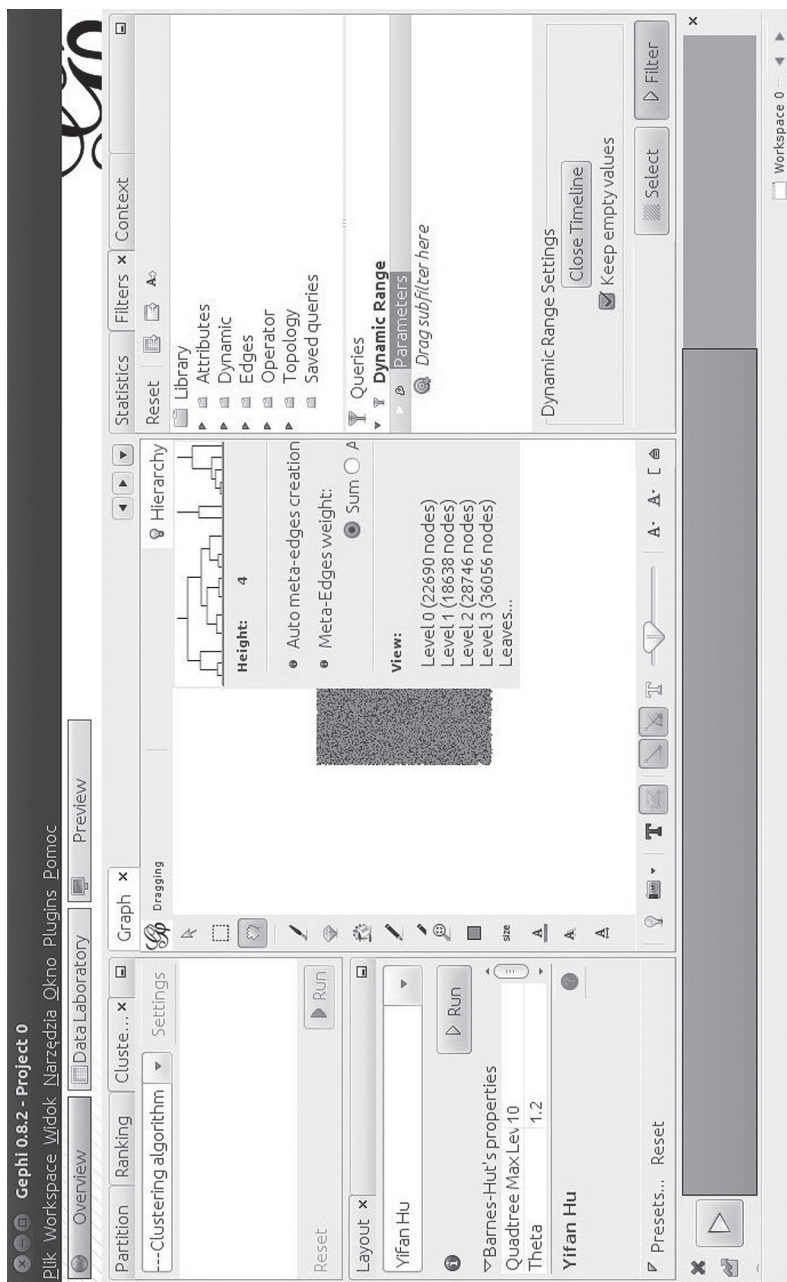 Gephi 0.8.2 - Project 0
Plik Workspace Widok Narzędzia Okno Plugins Pomoc
Overview
Data Laboratory
Preview
Partition
Ranking
Cluste... ×
---Clustering algorithm
Settings
Reset
Run
Layout ×
Yifan Hu
Run
Barnes-Hut's properties
Quadtree Max Lev 10
Theta 1.2
Yifan Hu
Presets... Reset
Graph ×
Dragging
Hierarchy
size
Height: 4
Auto meta-edges creation
Meta-Edges weight:
Sum A
View:
Level 0 (22690 nodes)
Level 1 (18638 nodes)
Level 2 (28746 nodes)
Level 3 (36056 nodes)
Leaves...
T
T
A- A-
Statistics
Filters ×
Context
Reset
Library
Attributes
Dynamic
Edges
Operator
Topology
Saved queries
Queries
Dynamic Range
Parameters
Drag subfilter here
Dynamic Range Settings
Close Timeline
Keep empty values
Select
Filter
Workspace 0